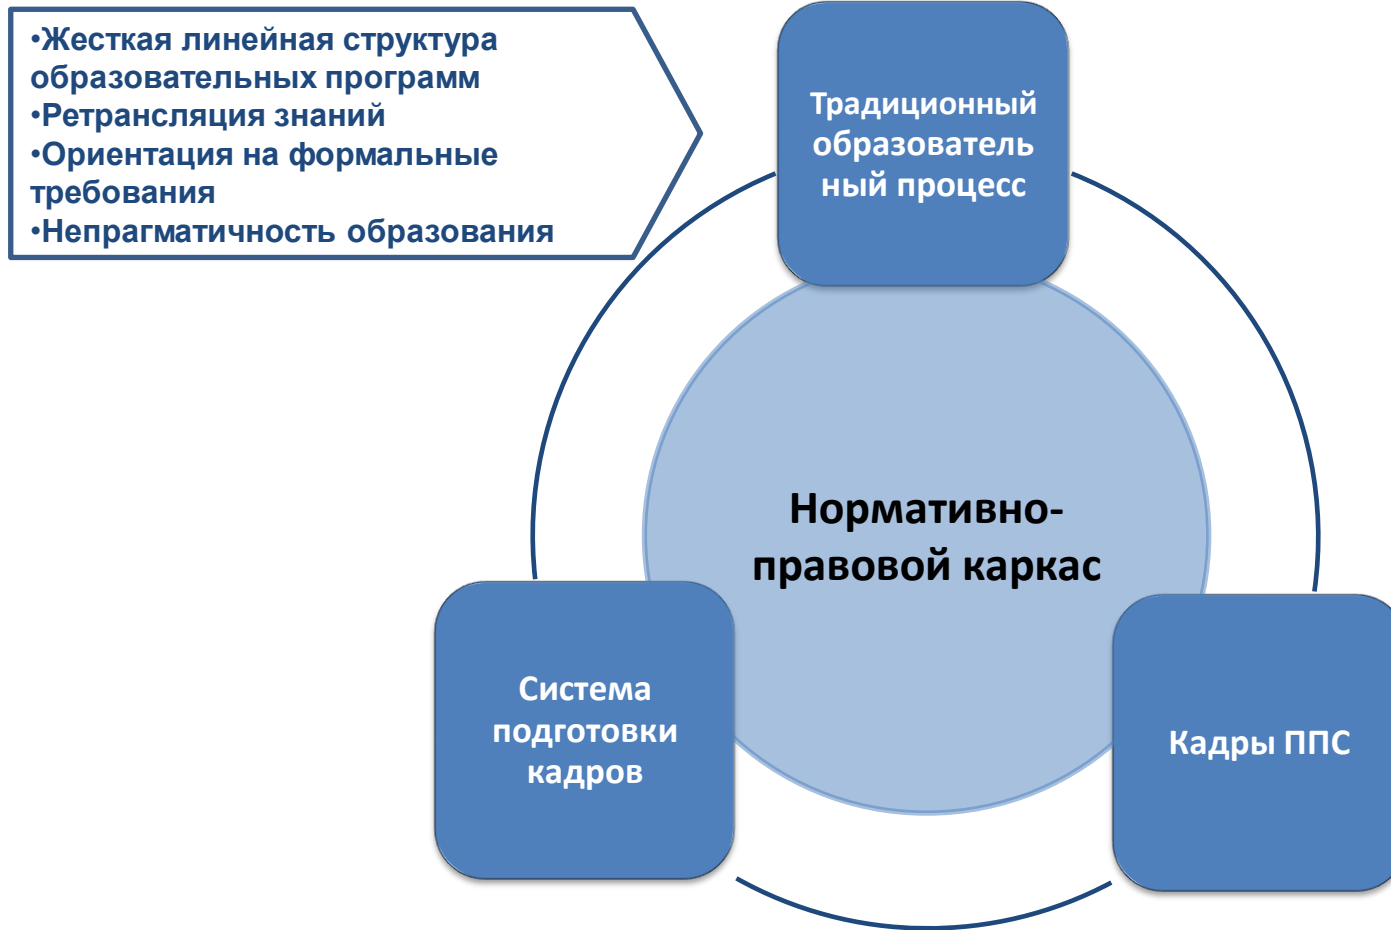 •Жесткая линейная структура
образовательных программ
•Ретрансляция знаний
•Ориентация на формальные
требования
•Непрагматичность образования
Традиционный
образователь
ный процесс
Нормативно-
правовой каркас
Система
подготовки
кадров
Кадры ППС